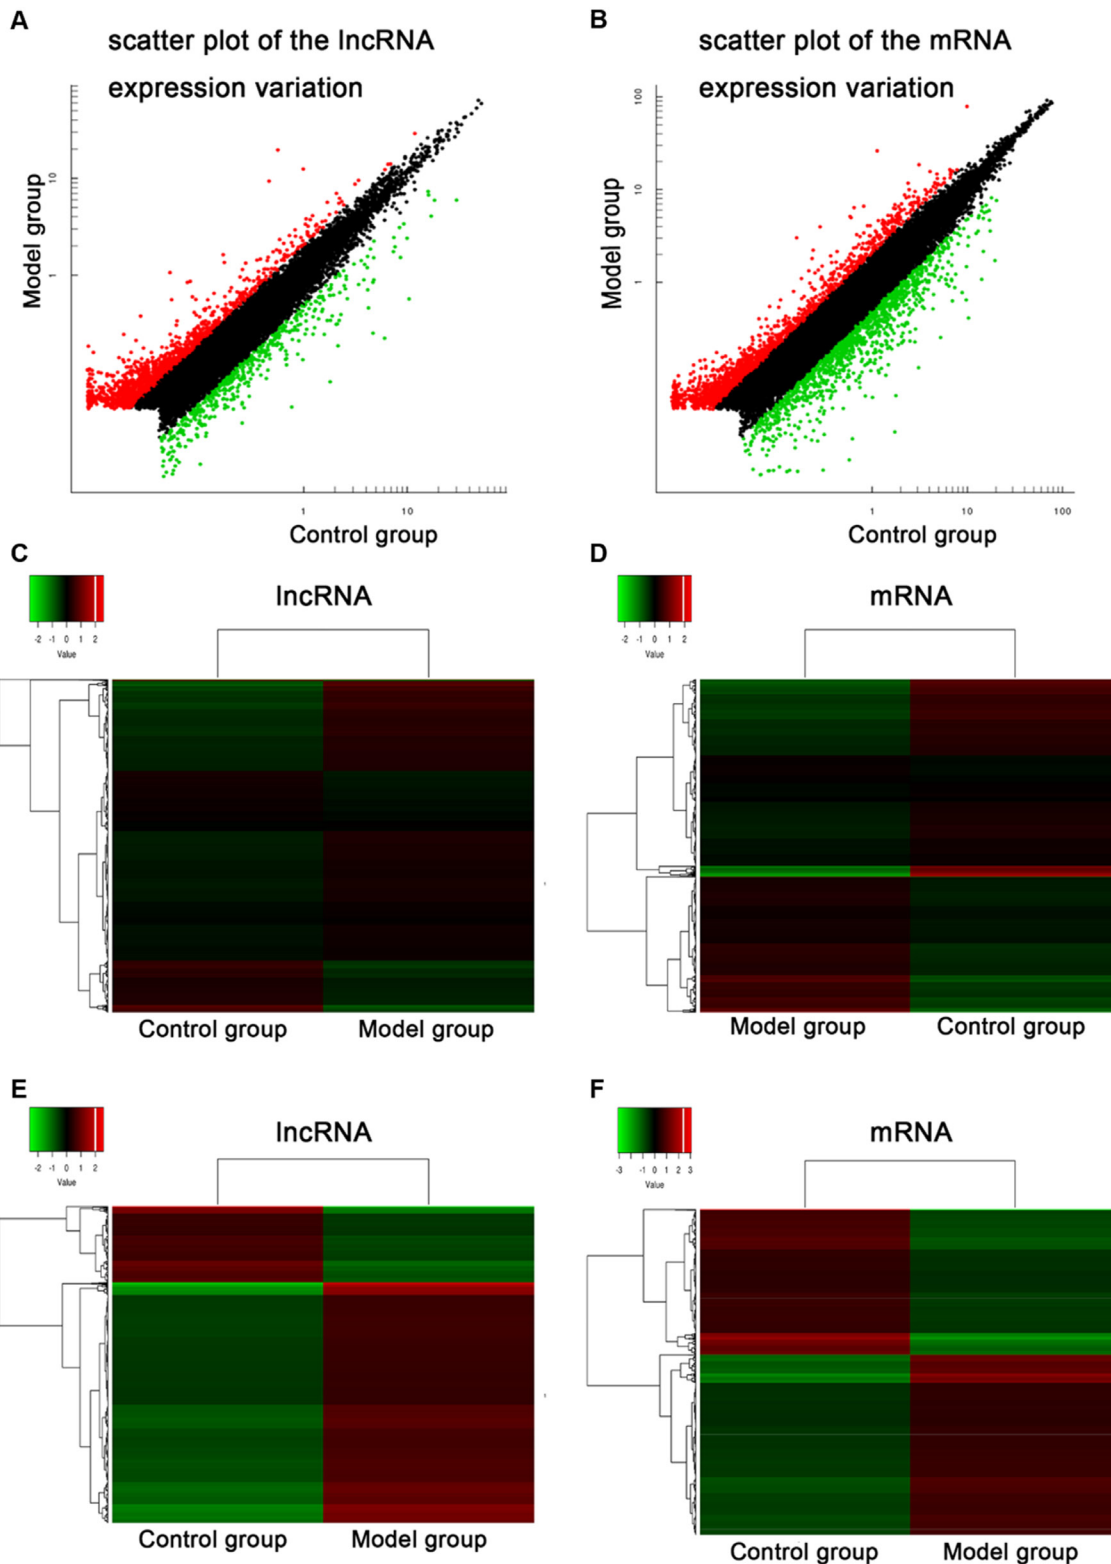 A
scatter plot of the lncRNA
expression variation
Model group
10
1
1
10
Control group
B
scatter plot of the mRNA
expression variation
Model group
100
10
1
1
10
100
Control group
C
lncRNA
-2 -1 0 1 2
Value
Control group
Model group
D
mRNA
-2 -1 0 1 2
Value
Model group
Control group
E
lncRNA
-2 -1 0 1 2
Value
Control group
Model group
F
mRNA
-3 -1 0 1 2 3
Value
Control group
Model group